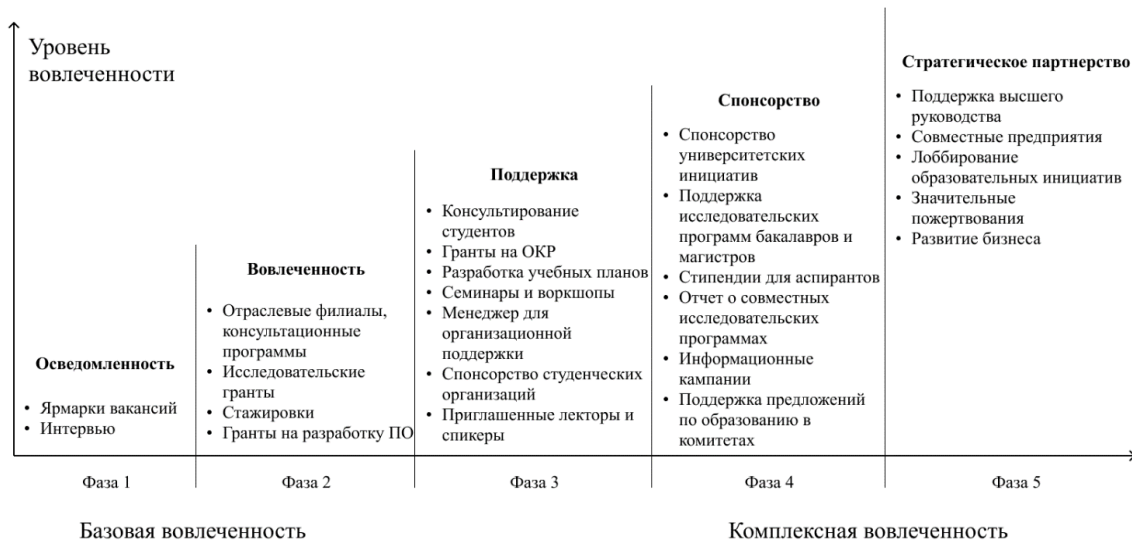 Уровень
вовлеченности
Осведомленность
• Ярмарки вакансий
• Интервью
Вовлеченность
• Отраслевые филиалы,
консультационные
программы
• Исследовательские
гранты
• Стажировки
• Гранты на разработку ПО
Поддержка
• Консультирование
студентов
• Гранты на ОКР
• Разработка учебных планов
• Семинары и воркшопы
• Менеджер для
организационной
поддержки
• Спонсорство студенческих
организаций
• Приглашенные лекторы и
спикеры
Спонсорство
• Спонсорство
университетских
инициатив
• Поддержка
исследовательских
программ бакалавров и
магистров
• Стипендии для аспирантов
• Отчет о совместных
исследовательских
программах
• Информационные
кампании
• Поддержка предложений
по образованию в
комитетах
Стратегическое партнерство
• Поддержка высшего
руководства
• Совместные предприятия
• Лоббирование
образовательных инициатив
• Значительные
пожертвования
• Развитие бизнеса
Фаза 1
Фаза 2
Фаза 3
Фаза 4
Фаза 5
Базовая вовлеченность
Комплексная вовлеченность